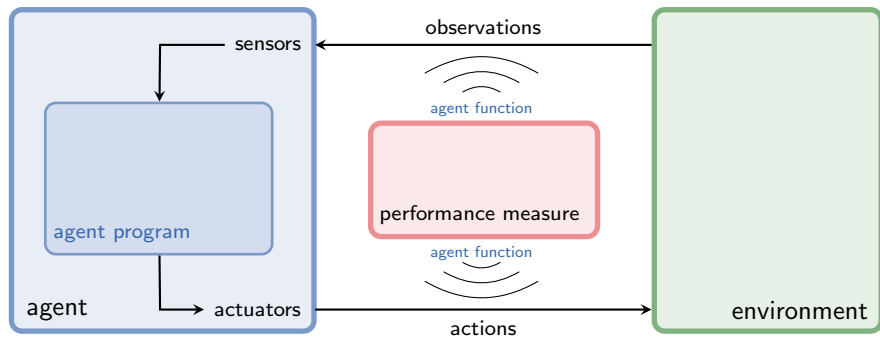 observations
sensors
agent function
performance measure
agent program
agent function
agent
actuators
environment
actions